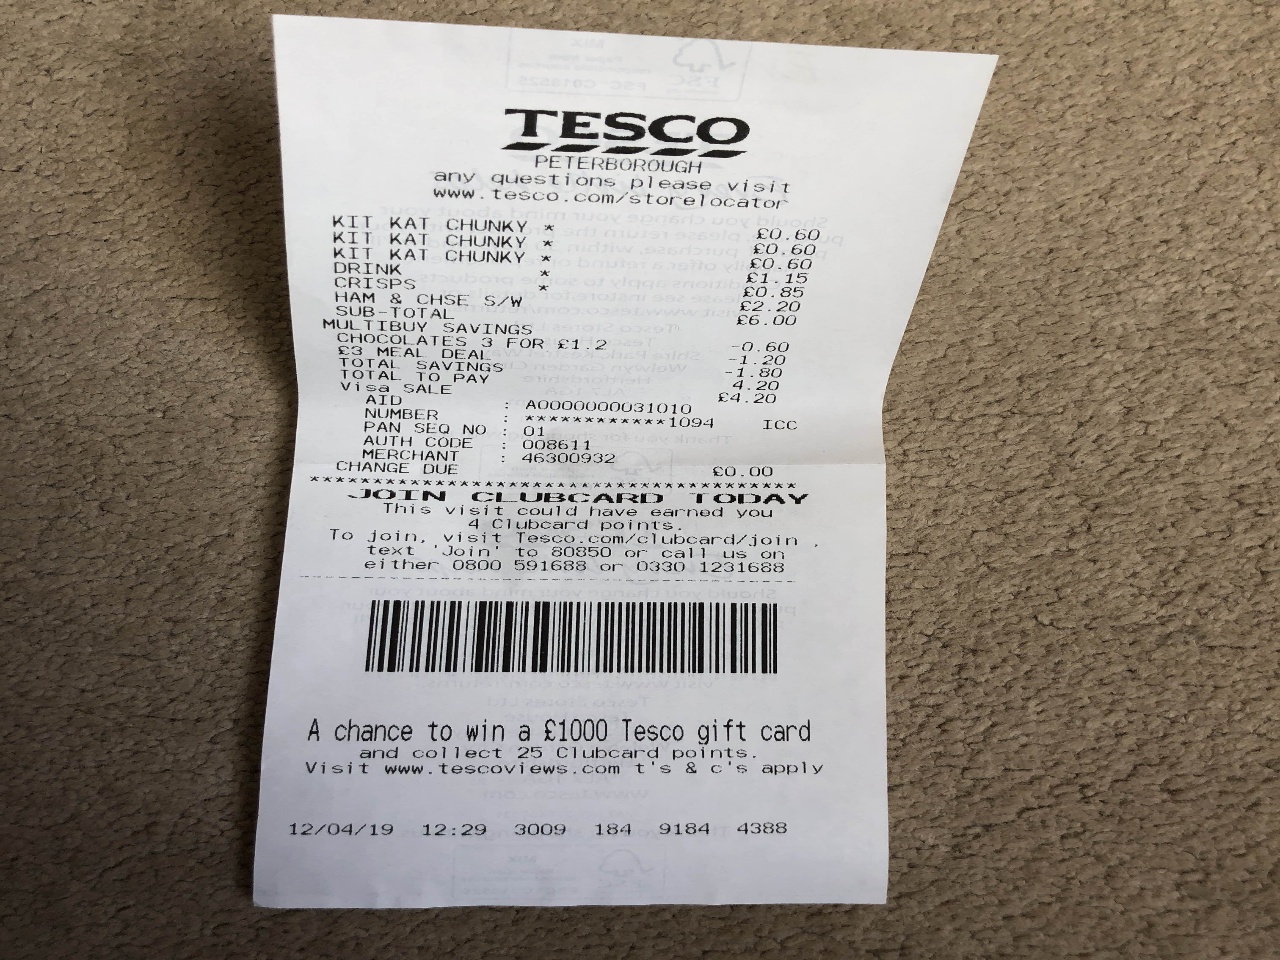 TESCO
PETERBOROUGH
any questions please visit
www.tesco.com/storelocator
KIT KAT CHUNKY * £0.60
KIT KAT CHUNKY * £0.60
KIT KAT CHUNKY * £0.60
DRINK * £1.15
CRISPS * £0.85
HAM & CHSE S/W £2.20
SUB-TOTAL £6.00
MULTIBUY SAVINGS
CHOCOLATES 3 FOR £1.2 -0.60
£3 MEAL DEAL -1.20
TOTAL SAVINGS -1.80
TOTAL TO PAY 4.20
Visa SALE £4.20
AID : A0000000031010
NUMBER : ************1094 ICC
PAN SEQ NO : 01
AUTH CODE : 008611
MERCHANT : 46300932
CHANGE DUE £0.00
****************************************
JOIN CLUBCARD TODAY
This visit could have earned you
4 Clubcard points.
To join, visit Tesco.com/clubcard/join ,
text 'Join' to 80850 or call us on
either 0800 591688 or 0330 1231688
A chance to win a £1000 Tesco gift card
and collect 25 Clubcard points.
Visit www.tescoviews.com t's & c's apply
12/04/19 12:29 3009 184 9184 4388